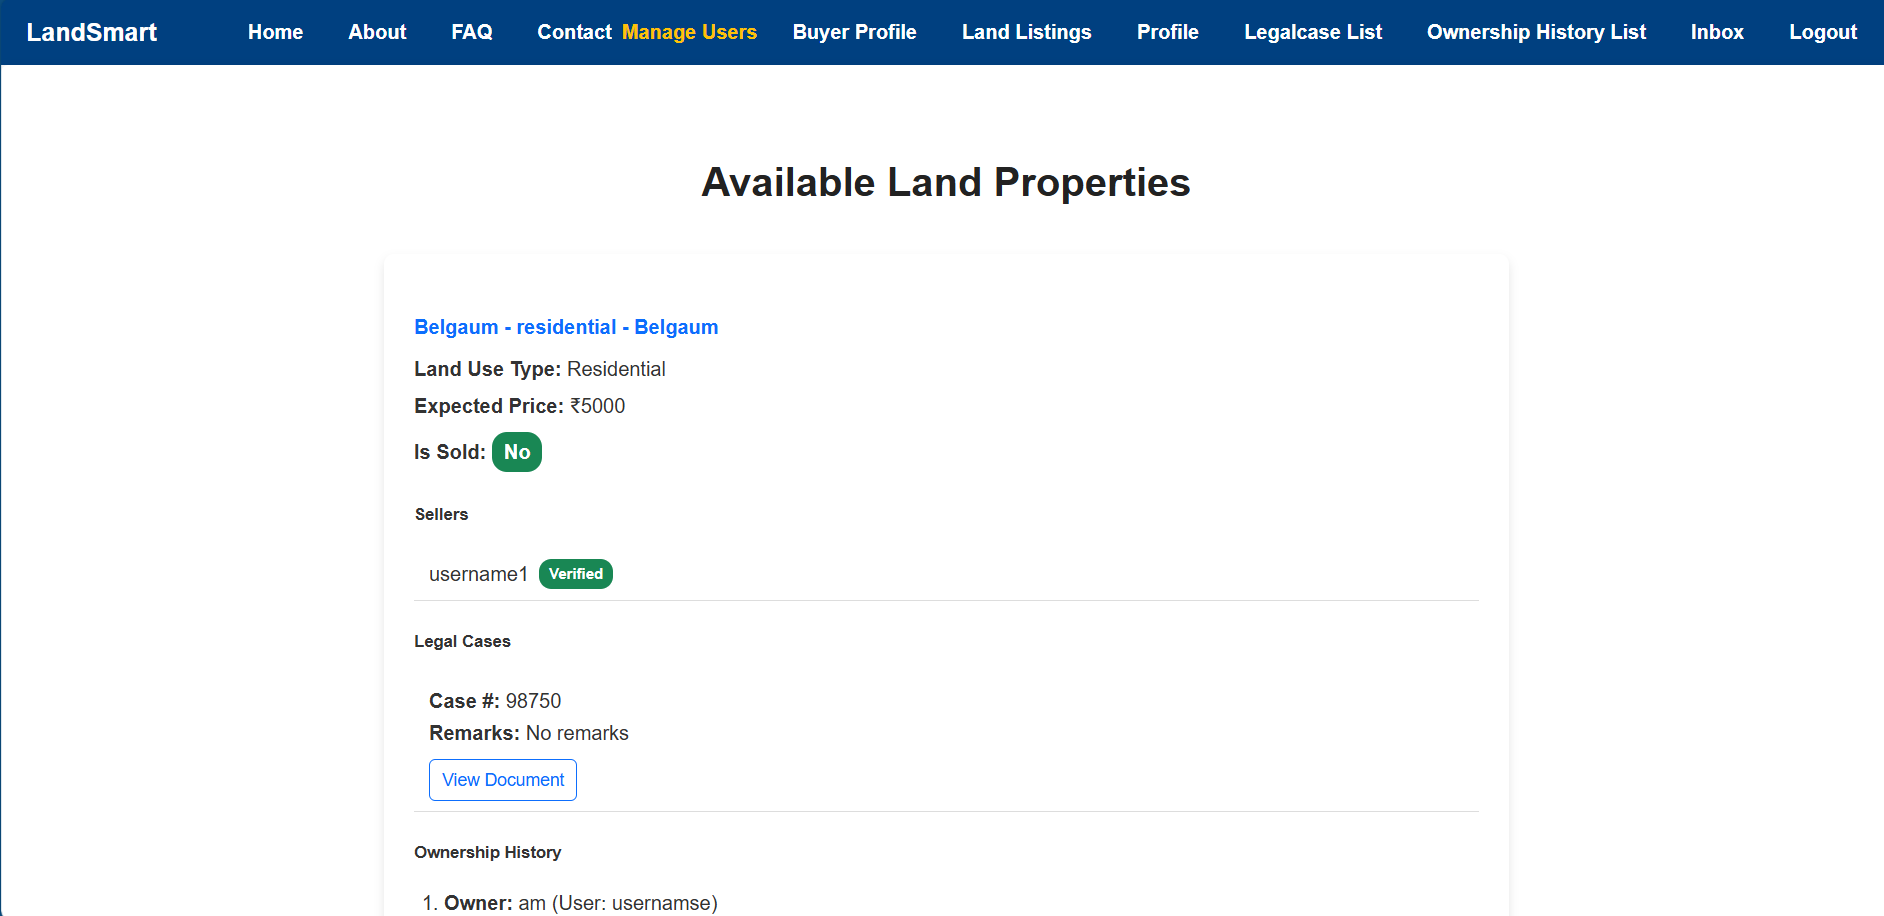 LandSmart Home About FAQ Contact Manage Users Buyer Profile Land Listings Profile Legalcase List Ownership History List Inbox Logout
Available Land Properties
Belgaum - residential - Belgaum
Land Use Type: Residential
Expected Price: ₹5000
Is Sold: No
Sellers
username1 Verified
Legal Cases
Case #: 98750
Remarks: No remarks
View Document
Ownership History
1. Owner: am (User: usernamse)